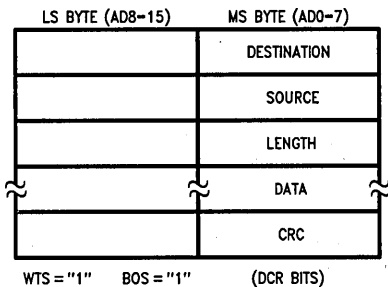 LS BYTE (AD8-15) MS BYTE (AD0-7)
DESTINATION
SOURCE
LENGTH
DATA
CRC
WTS = "1" BOS = "1" (DCR BITS)